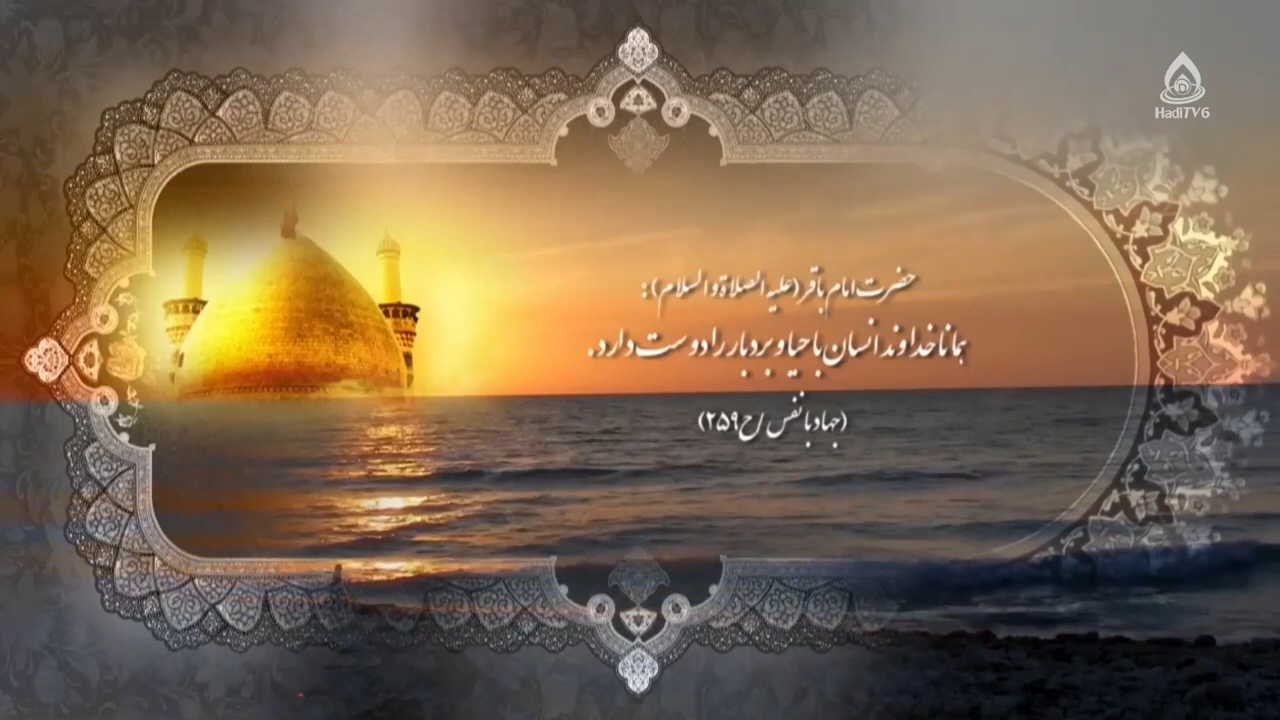 HadiTV6
حضرت امام باقر (علیه الصلاة و السلام) :
همانا خداوند انسان با حیا و بردبار را دوست دارد .
(جهاد با نفس /ح۲۵۹)